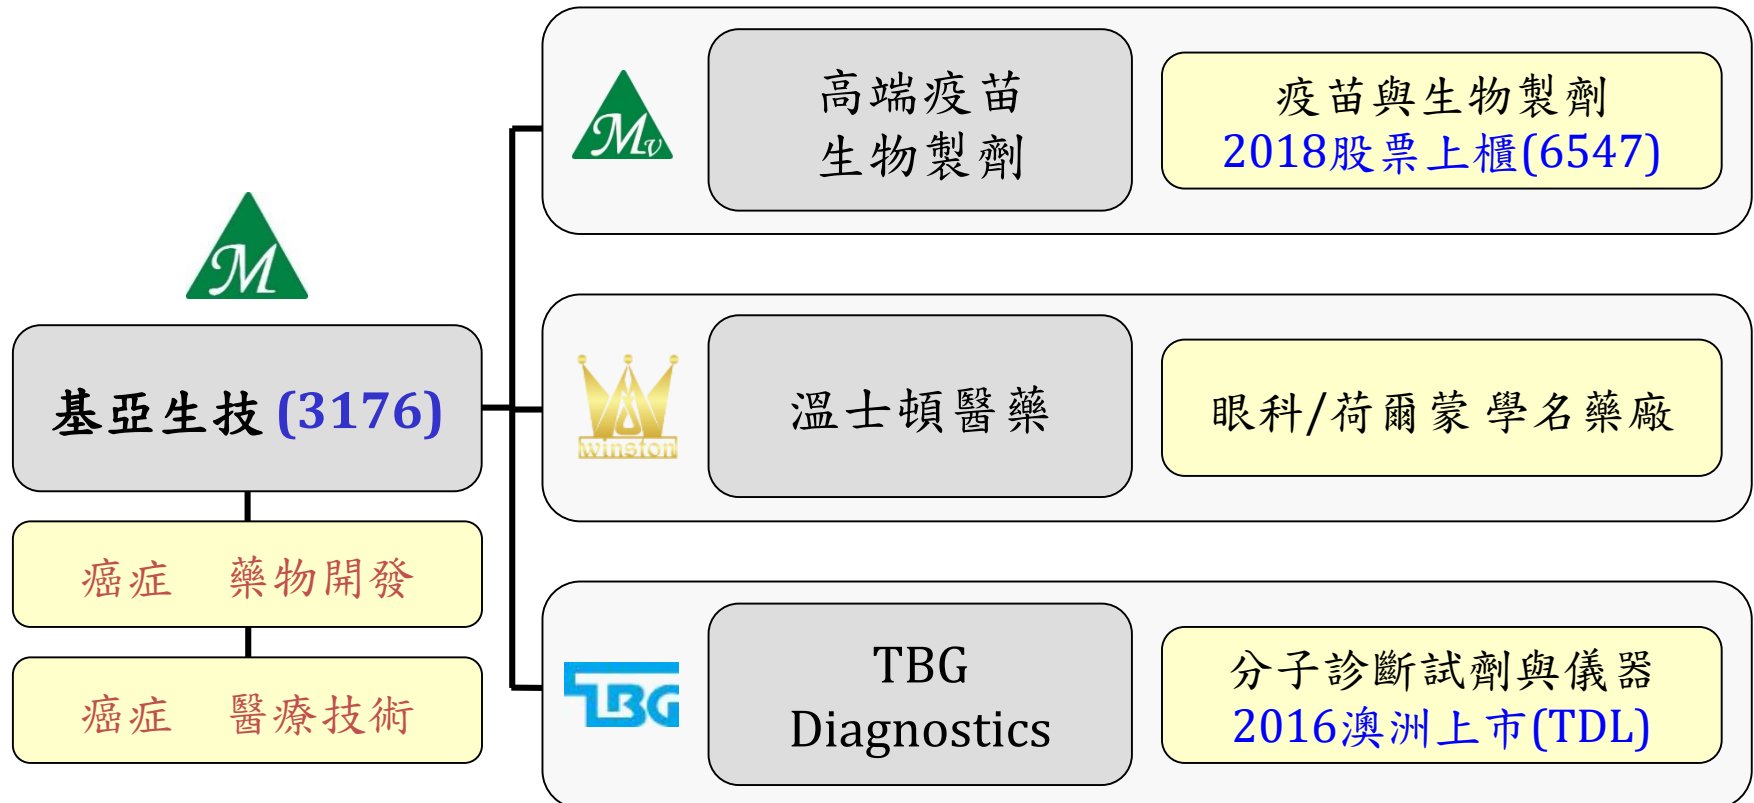 M
基亞生技 (3176)
癌症 藥物開發
癌症 醫療技術
Mv
高端疫苗
生物製劑
疫苗與生物製劑
2018股票上櫃(6547)
winston
溫士頓醫藥
眼科/荷爾蒙學名藥廠
TBG
TBG
Diagnostics
分子診斷試劑與儀器
2016澳洲上市(TDL)